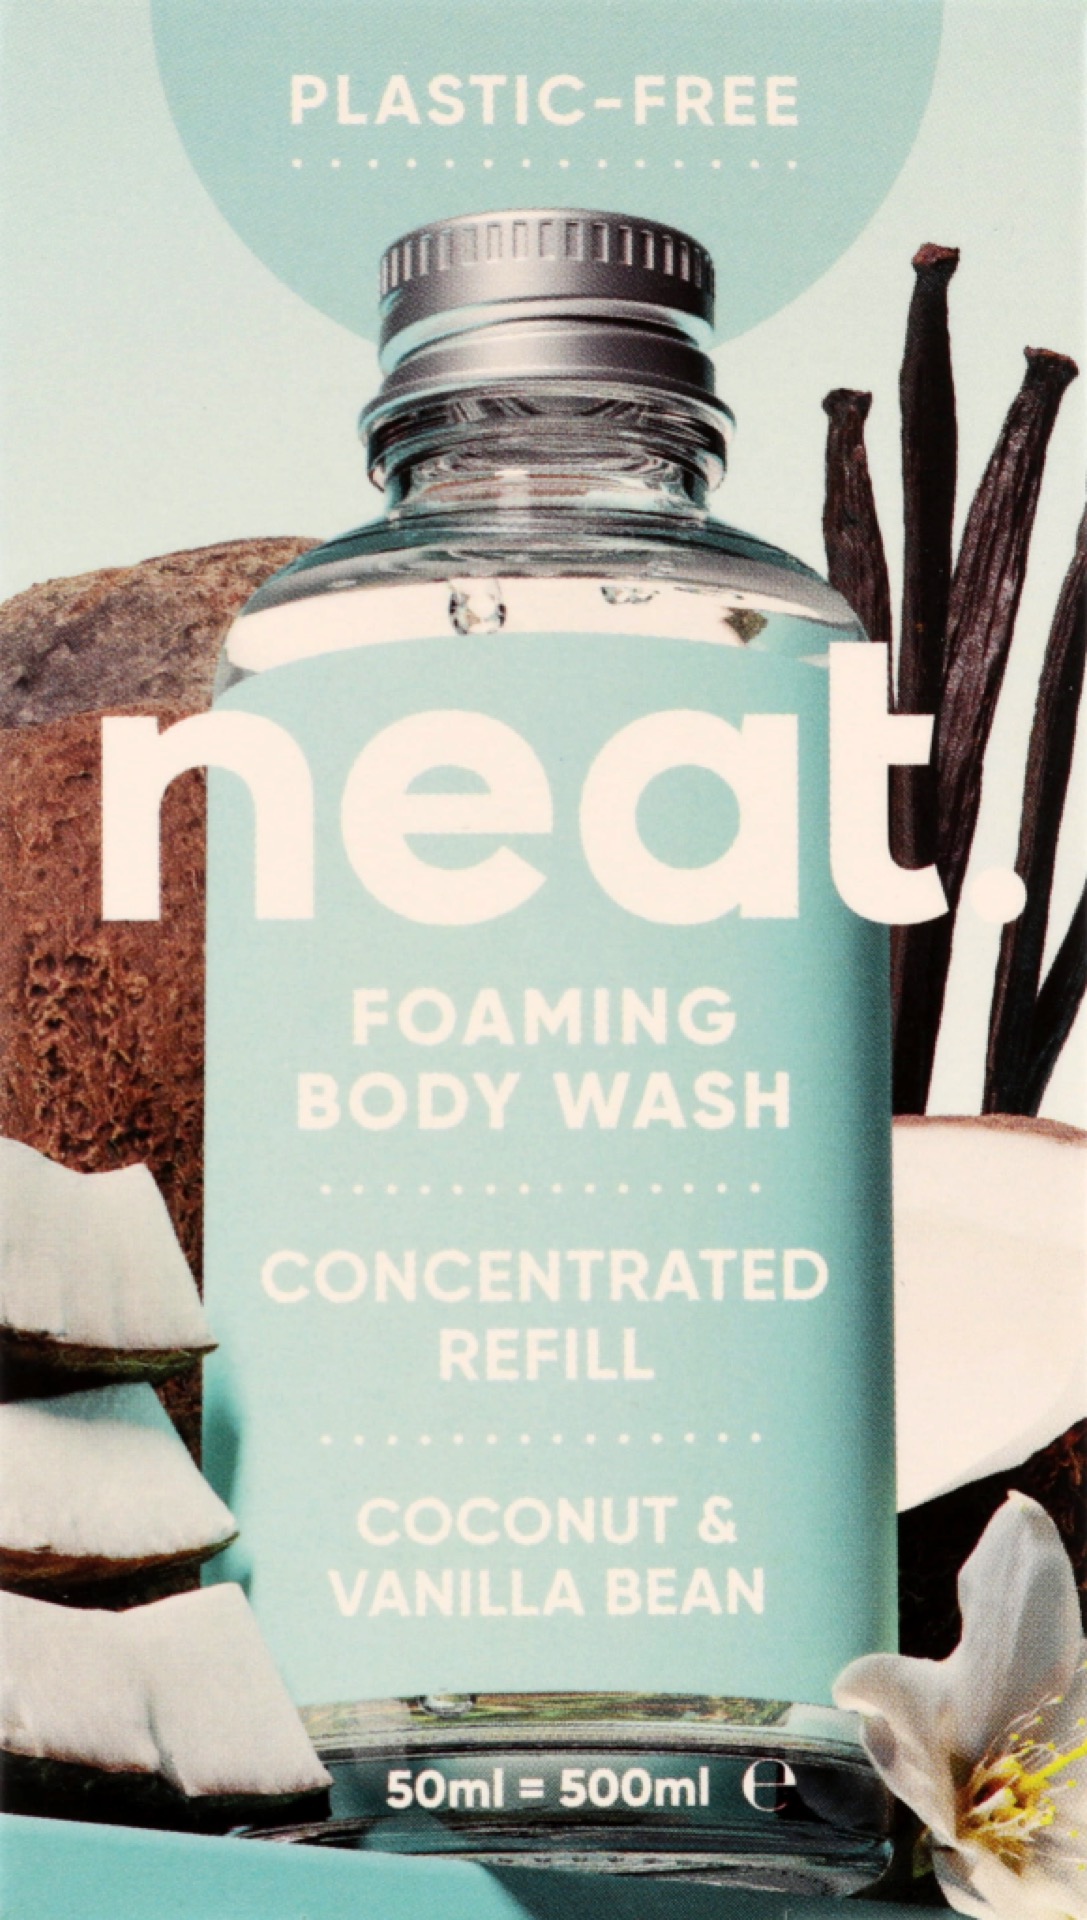 PLASTIC-FREE
neat.
FOAMING
BODY WASH
CONCENTRATED
REFILL
COCONUT &
VANILLA BEAN
50ml = 500ml ℮